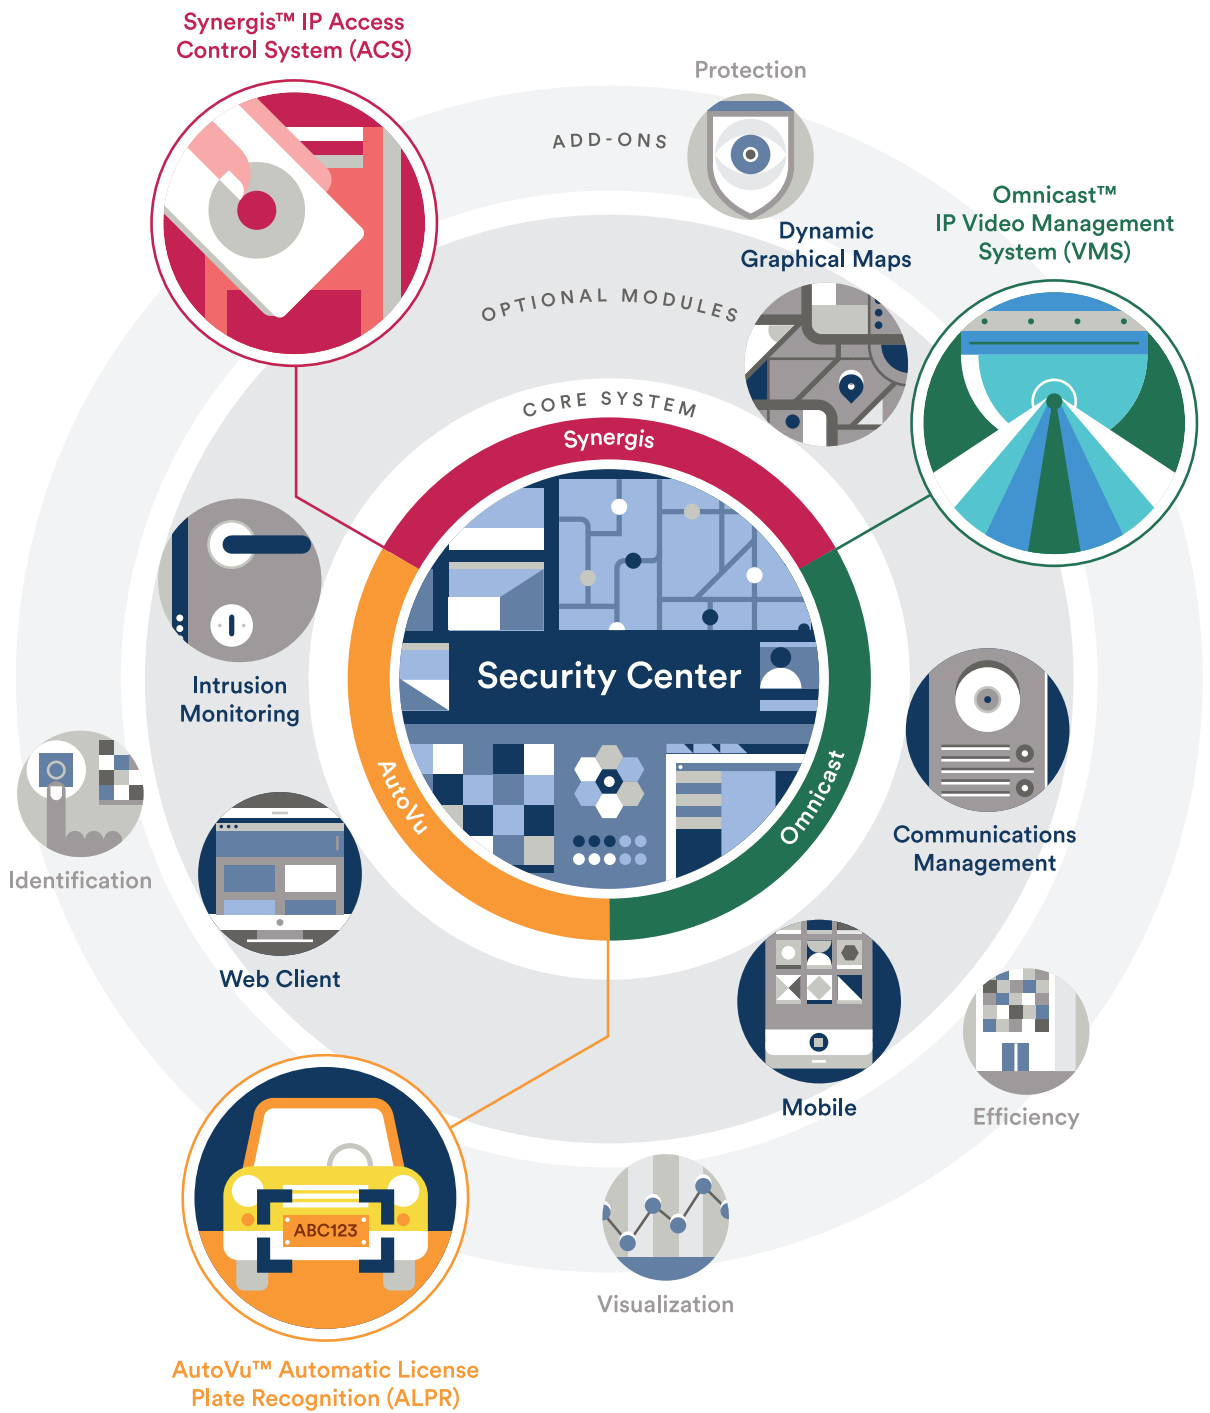 Synergis™ IP Access
Control System (ACS)
Protection
ADD-ONS
Omnicast™
IP Video Management
System (VMS)
Dynamic
Graphical Maps
OPTIONAL MODULES
CORE SYSTEM
Synergis
Security Center
Intrusion
Monitoring
AutoVu
Omnicast
Communications
Management
Identification
Web Client
Mobile
Efficiency
ABC123
Visualization
AutoVu™ Automatic License
Plate Recognition (ALPR)